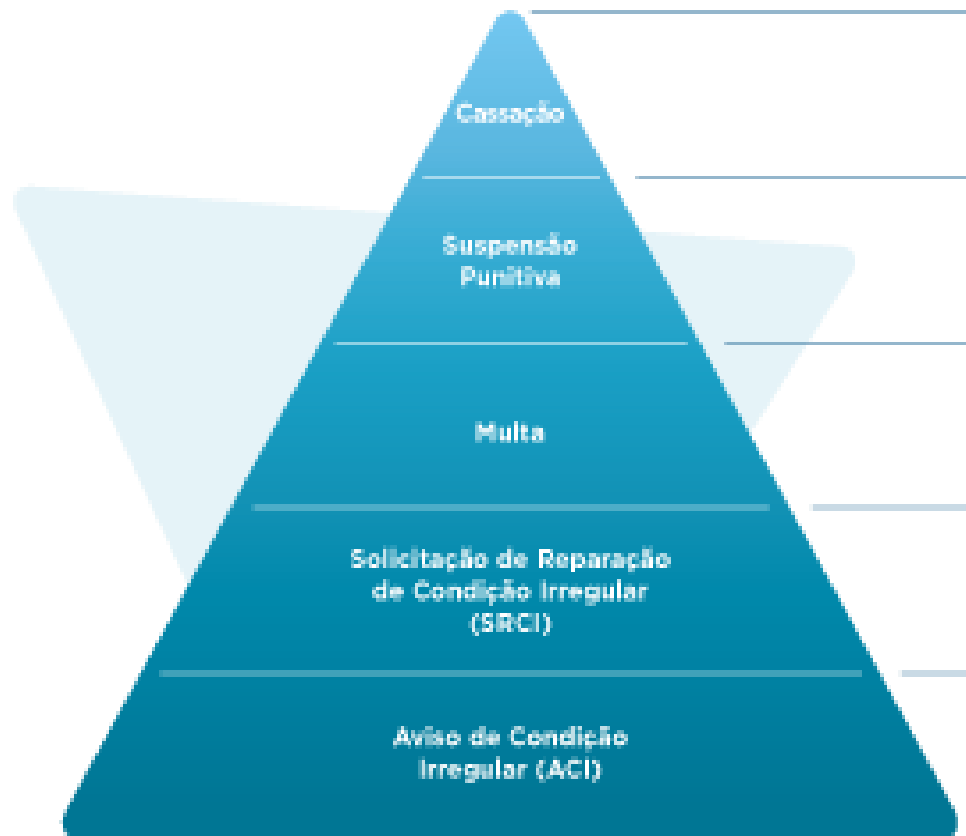 Cassação
Suspensão
Punitiva
Multa
Solicitação de Reparação
de Condição Irregular
(SRCI)
Aviso de Condição
Irregular (ACI)